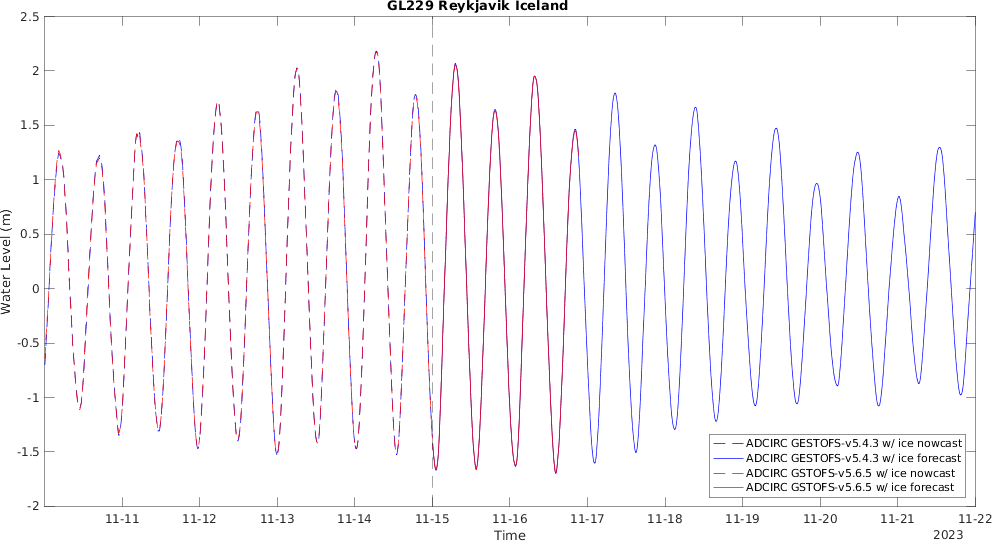 GL229 Reykjavik Iceland
2.5
2
1.5
1
0.5
0
-0.5
-1
-1.5
-2
Water Level (m)
ADCIRC GESTOFS-v5.4.3 w/ ice nowcast
ADCIRC GESTOFS-v5.4.3 w/ ice forecast
ADCIRC GSTOFS-v5.6.5 w/ ice nowcast
ADCIRC GSTOFS-v5.6.5 w/ ice forecast
11-11 11-12 11-13 11-14 11-15 11-16 11-17 11-18 11-19 11-20 11-21 11-22
Time
2023